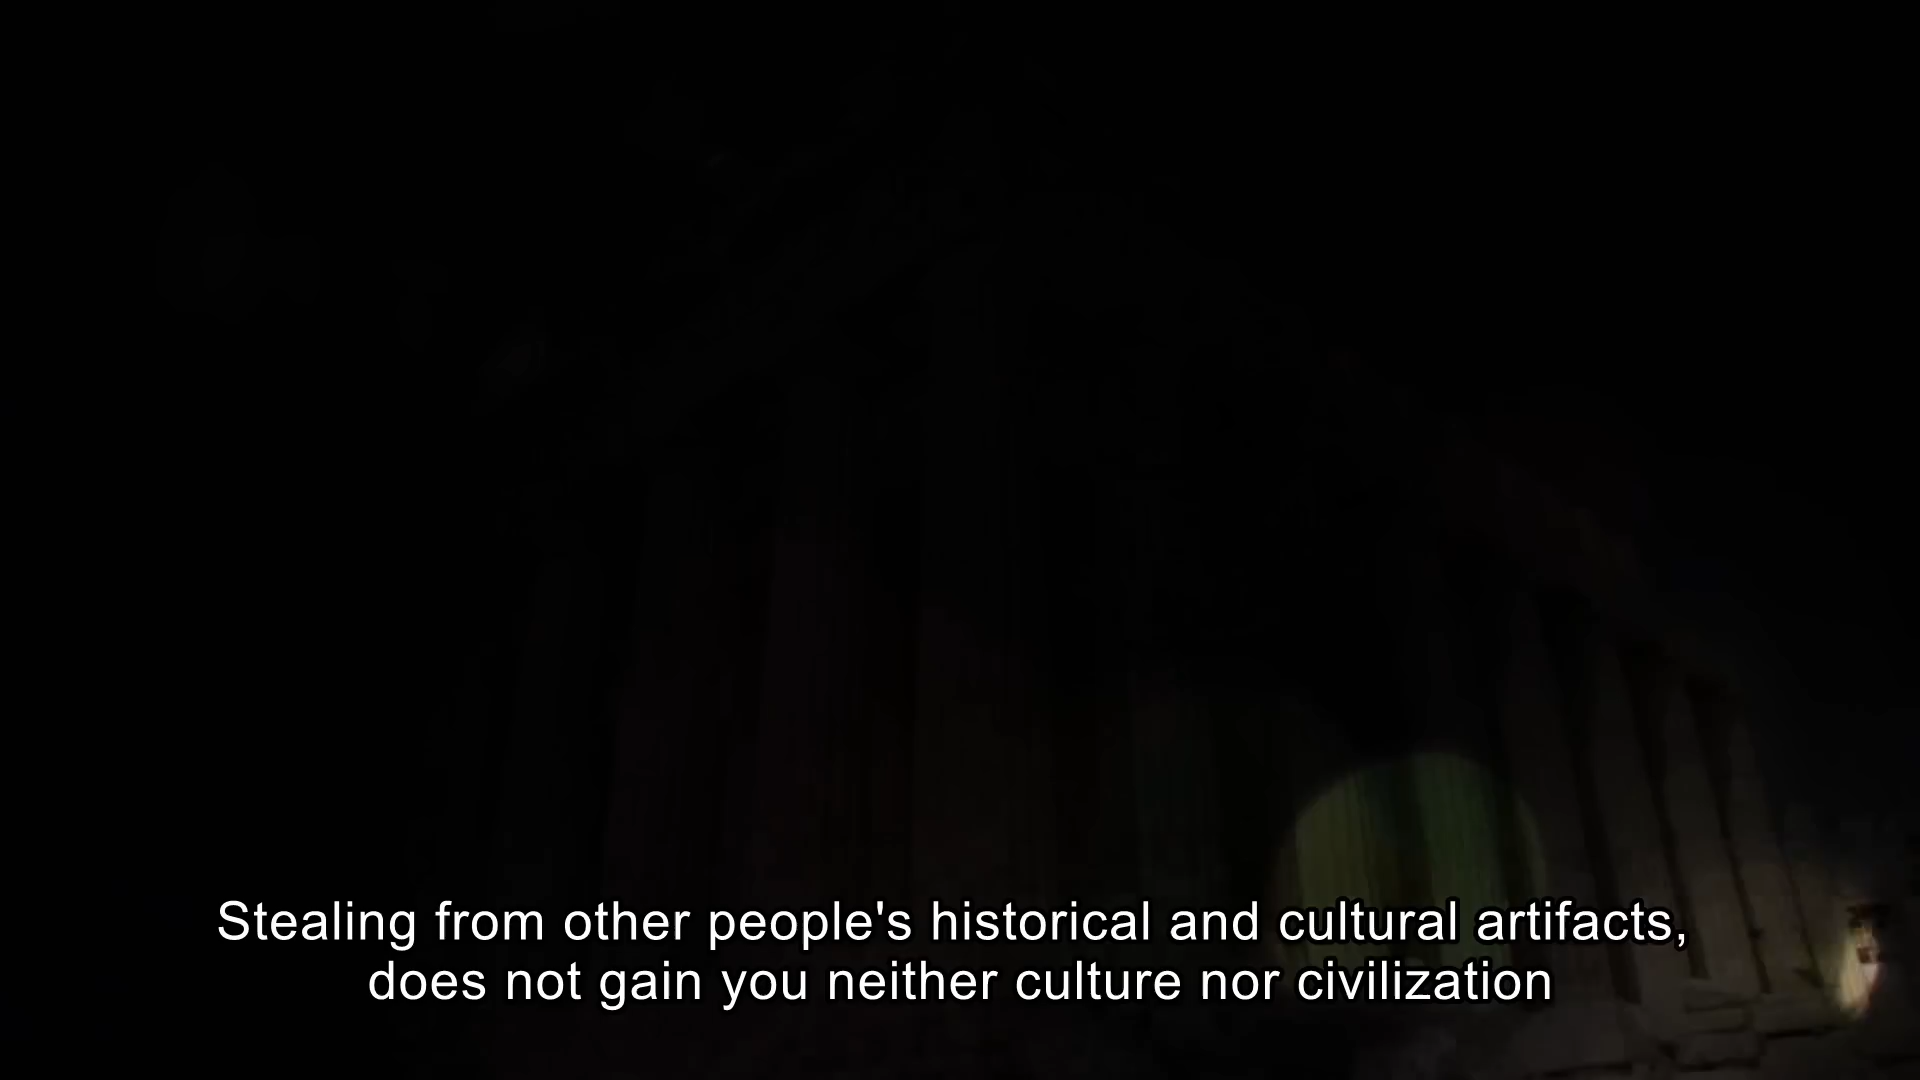 Stealing from other people's historical and cultural artifacts,
does not gain you neither culture nor civilization